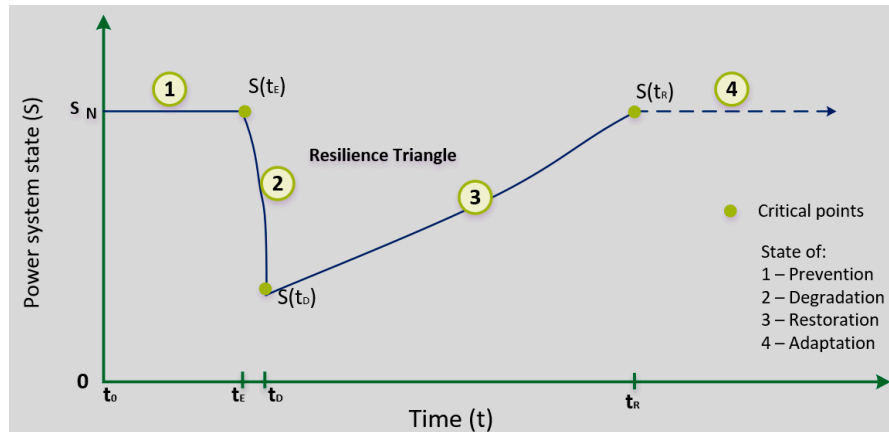 1
S(tE)
S(tR)
4
S N
Resilience Triangle
2
3
Power system state (S)
Critical points
State of:
1 – Prevention
2 – Degradation
3 – Restoration
4 – Adaptation
S(tD)
0
t0
tE
tD
tR
Time (t)